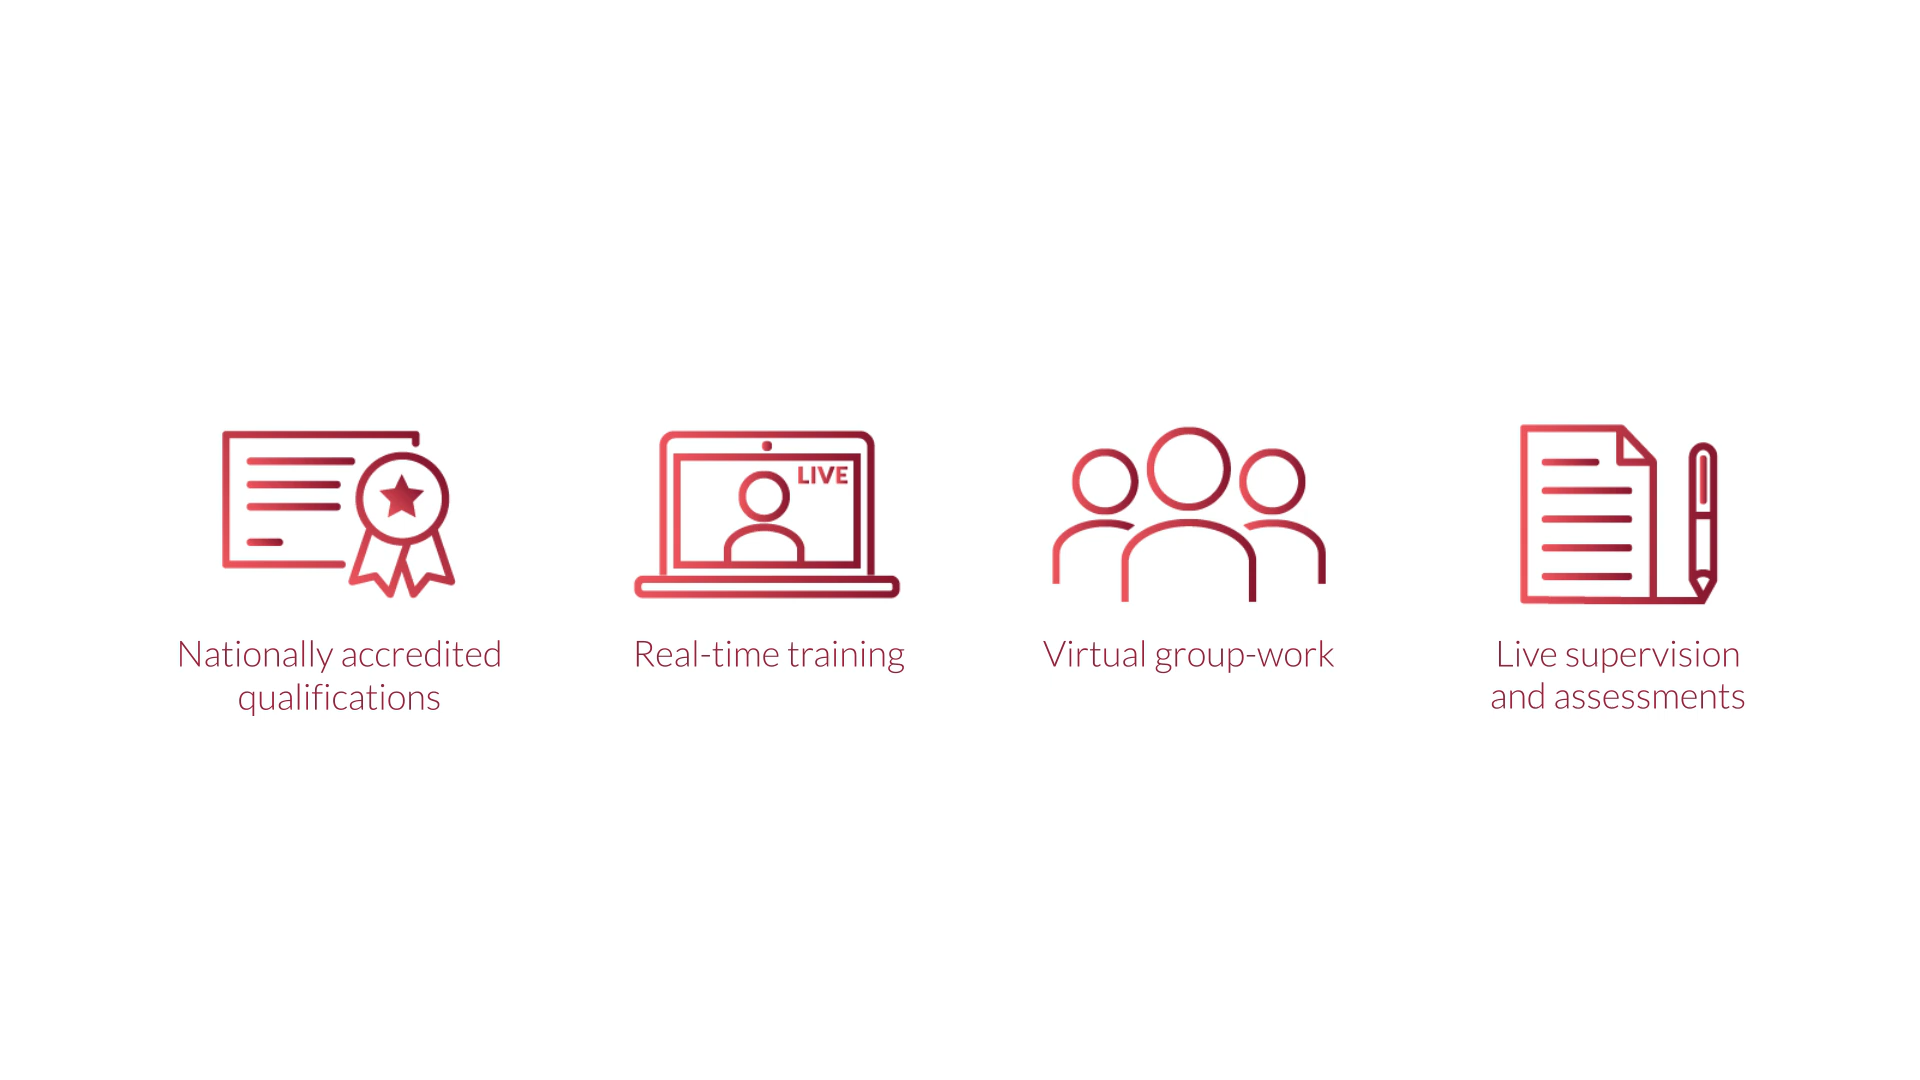 LIVE
Nationally accredited
qualifications
Real-time training
Virtual group-work
Live supervision
and assessments